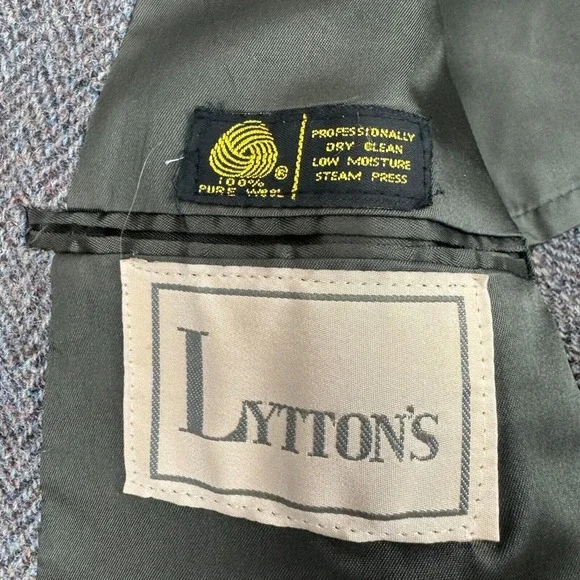 ®
100%
PURE WOOL
PROFESSIONALLY
DRY CLEAN
LOW MOISTURE
STEAM PRESS
LYTTON'S